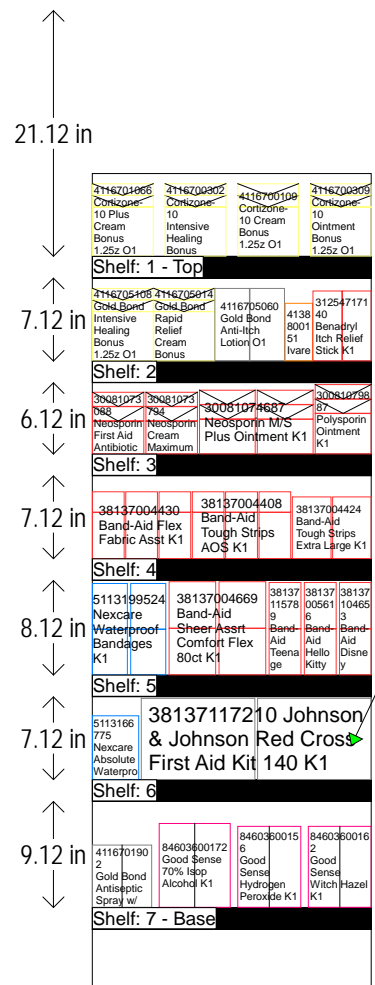 21.12 in
4116701066
Cortizone-
10 Plus
Cream
Bonus
1.25z O1
4116700302
Cortizone-
10
Intensive
Healing
Bonus
4116700109
Cortizone-
10 Cream
Bonus
1.25z O1
4116700309
Cortizone-
10
Ointment
Bonus
1.25z O1
Shelf: 1 - Top
7.12 in
4116705108
Gold Bond
Intensive
Healing
Bonus
1.25z O1
4116705814
Gold Bond
Rapid
Relief
Cream
Bonus
4116705060
Gold Bond
Anti-Itch
Lotion O1
4138
8001
51
Ivare
312547171
40
Benadryl
Itch Relief
Stick K1
Shelf: 2
6.12 in
30081073
088
Neosporin
First Aid
Antibiotic
30081073
794
Neosporin
Cream
Maximum
30081074687
Neosporin M/S
Plus Ointment K1
300810798
87
Polysporin
Ointment
K1
Shelf: 3
7.12 in
38137004430
Band-Aid Flex
Fabric Asst K1
38137004408
Band-Aid
Tough Strips
AOS K1
38137004424
Band-Aid
Tough Strips
Extra Large K1
Shelf: 4
8.12 in
5113199524
Nexcare
Waterproof
Bandages
K1
38137004669
Band-Aid
Sheer Assrt
Comfort Flex
80ct K1
38137
11578
9
Band-
Aid
Teena
ge
38137
00561
6
Band-
Aid
Hello
Kitty
38137
10465
3
Band-
Aid
Disne
y
Shelf: 5
7.12 in
5113166
775
Nexcare
Absolute
Waterpro
38137117210 Johnson
& Johnson Red Cross
First Aid Kit 140 K1
Shelf: 6
9.12 in
411670190
2
Gold Bond
Antiseptic
Spray w/
84603600172
Good Sense
70% Isop
Alcohol K1
8460360015
6
Good
Sense
Hydrogen
Peroxide K1
8460360016
2
Good
Sense
Witch Hazel
K1
Shelf: 7 - Base